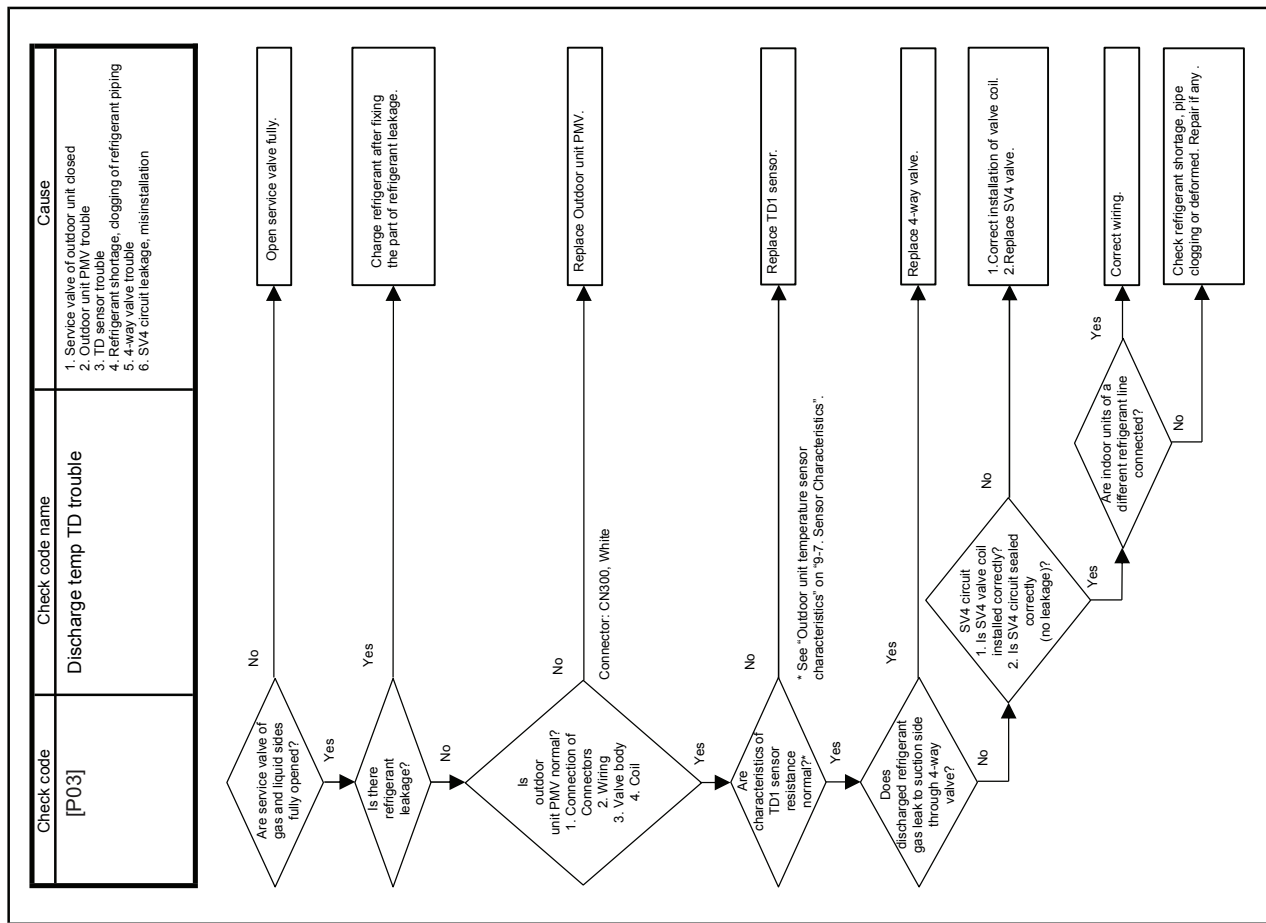 Check code
Check code name
Cause
[P03]
Discharge temp TD trouble
1. Service valve of outdoor unit closed
2. Outdoor unit PMV trouble
3. TD sensor trouble
4. Refrigerant shortage, clogging of refrigerant piping
5. 4-way valve trouble
6. SV4 circuit leakage, misinstallation
Are service valve of
gas and liquid sides
fully opened?
No
Open service valve fully.
Yes
Is there
refrigerant
leakage?
Yes
Charge refrigerant after fixing
the part of refrigerant leakage.
No
Is
outdoor
unit PMV normal?
1. Connection of
Connectors
2. Wiring
3. Valve body
4. Coil
No
Connector: CN300, White
Replace Outdoor unit PMV.
Yes
Are
characteristics of
TD1 sensor
resistance
normal?*
No
* See “Outdoor unit temperature sensor
characteristics” on “9-7. Sensor Characteristics”.
Replace TD1 sensor.
Yes
Does
discharged refrigerant
gas leak to suction side
through 4-way
valve?
Yes
Replace 4-way valve.
No
SV4 circuit
1. Is SV4 valve coil
installed correctly?
2. Is SV4 circuit sealed
correctly
(no leakage)?
No
1.Correct installation of valve coil.
2.Replace SV4 valve.
Yes
Are indoor units of a
different refrigerant line
connected?
Yes
Correct wiring.
No
Check refrigerant shortage, pipe
clogging or deformed. Repair if any .